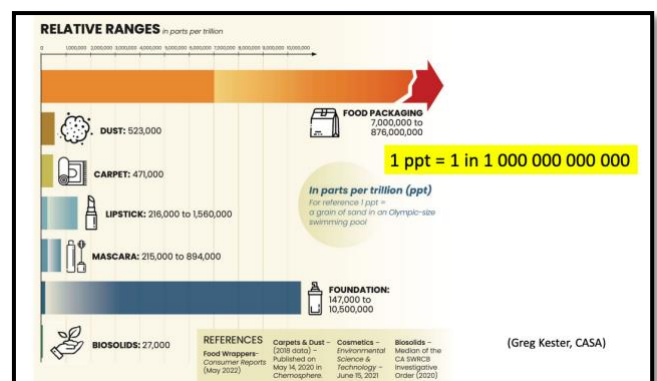 RELATIVE RANGES in parts per trillion
0 1,000,000 2,000,000 3,000,000 4,000,000 5,000,000 6,000,000 7,000,000 8,000,000 9,000,000 10,000,000
FOOD PACKAGING
7,000,000 to
876,000,000
DUST: 523,000
1 ppt = 1 in 1 000 000 000 000
CARPET: 471,000
In parts per trillion (ppt)
For reference 1 ppt =
a grain of sand in an Olympic-size
swimming pool
LIPSTICK: 216,000 to 1,560,000
MASCARA: 215,000 to 894,000
FOUNDATION:
147,000 to
10,500,000
BIOSOLIDS: 27,000
REFERENCES
Food Wrappers-
Consumer Reports
(May 2022)
Carpets & Dust –
(2018 data) –
Published on
May 14, 2020 in
Chemosphere.
Cosmetics –
Environmental
Science &
Technology –
June 15, 2021
Biosolids –
Median of the
CA SWRCB
Investigative
Order (2020)
(Greg Kester, CASA)